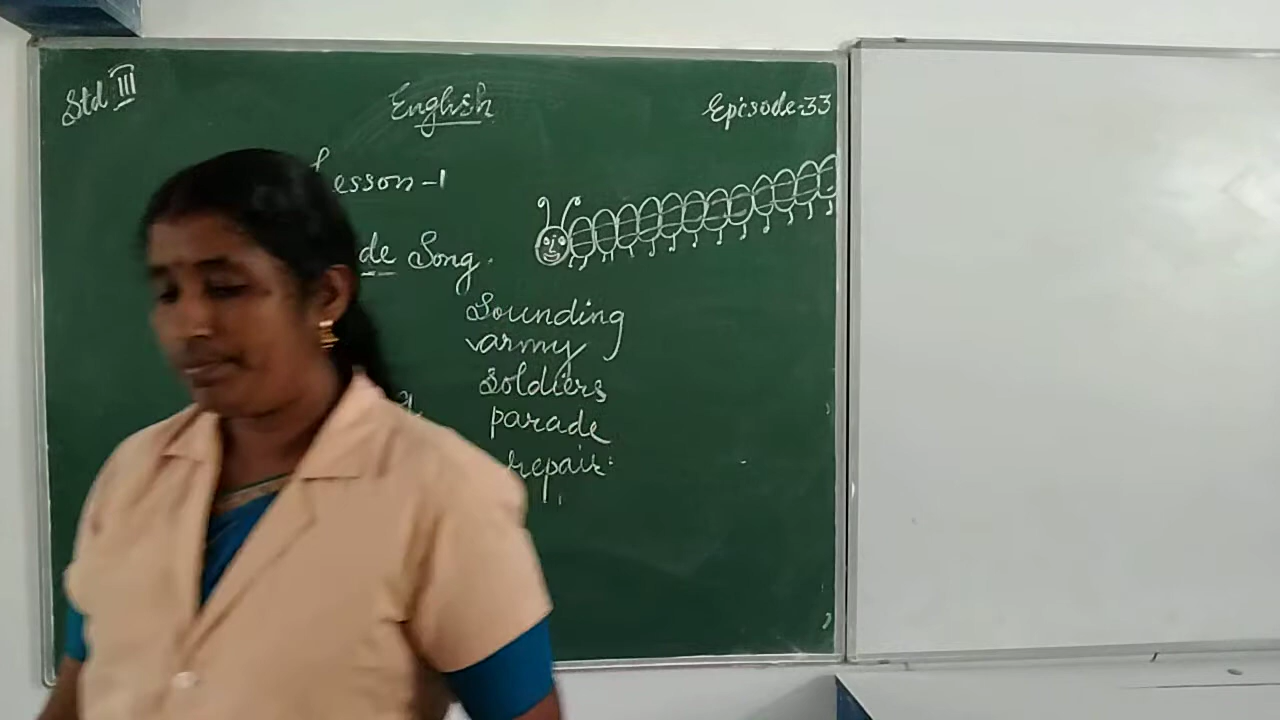 Std III English Episode-33
Lesson-1
de Song.
Sounding
army
Soldiers
parade
repair